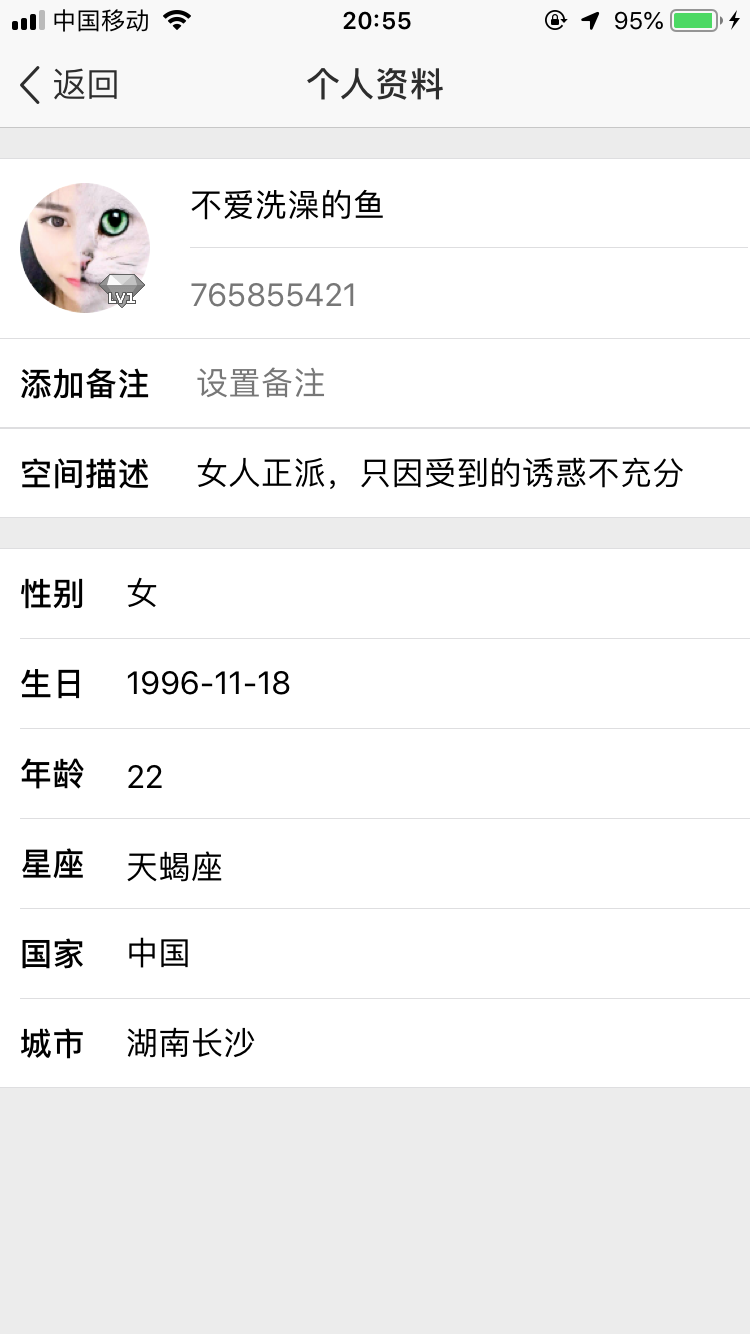 中国移动 20:55 95%
返回 个人资料
不爱洗澡的鱼
LV1
765855421
添加备注 设置备注
空间描述 女人正派，只因受到的诱惑不充分
性别 女
生日 1996-11-18
年龄 22
星座 天蝎座
国家 中国
城市 湖南长沙